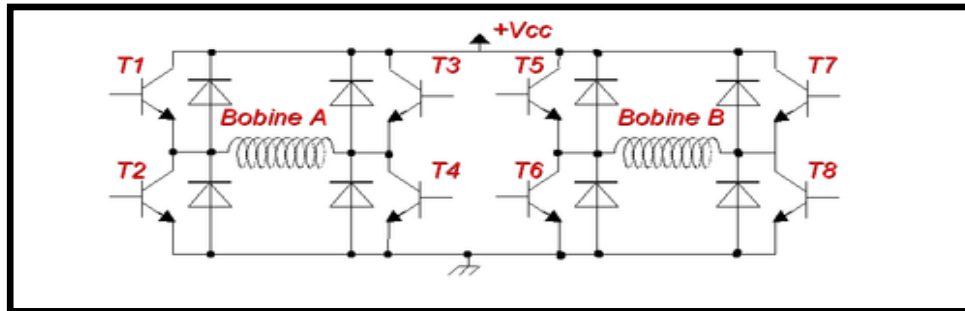 +Vcc
T1 T3 T5 T7
Bobine A Bobine B
T2 T4 T6 T8